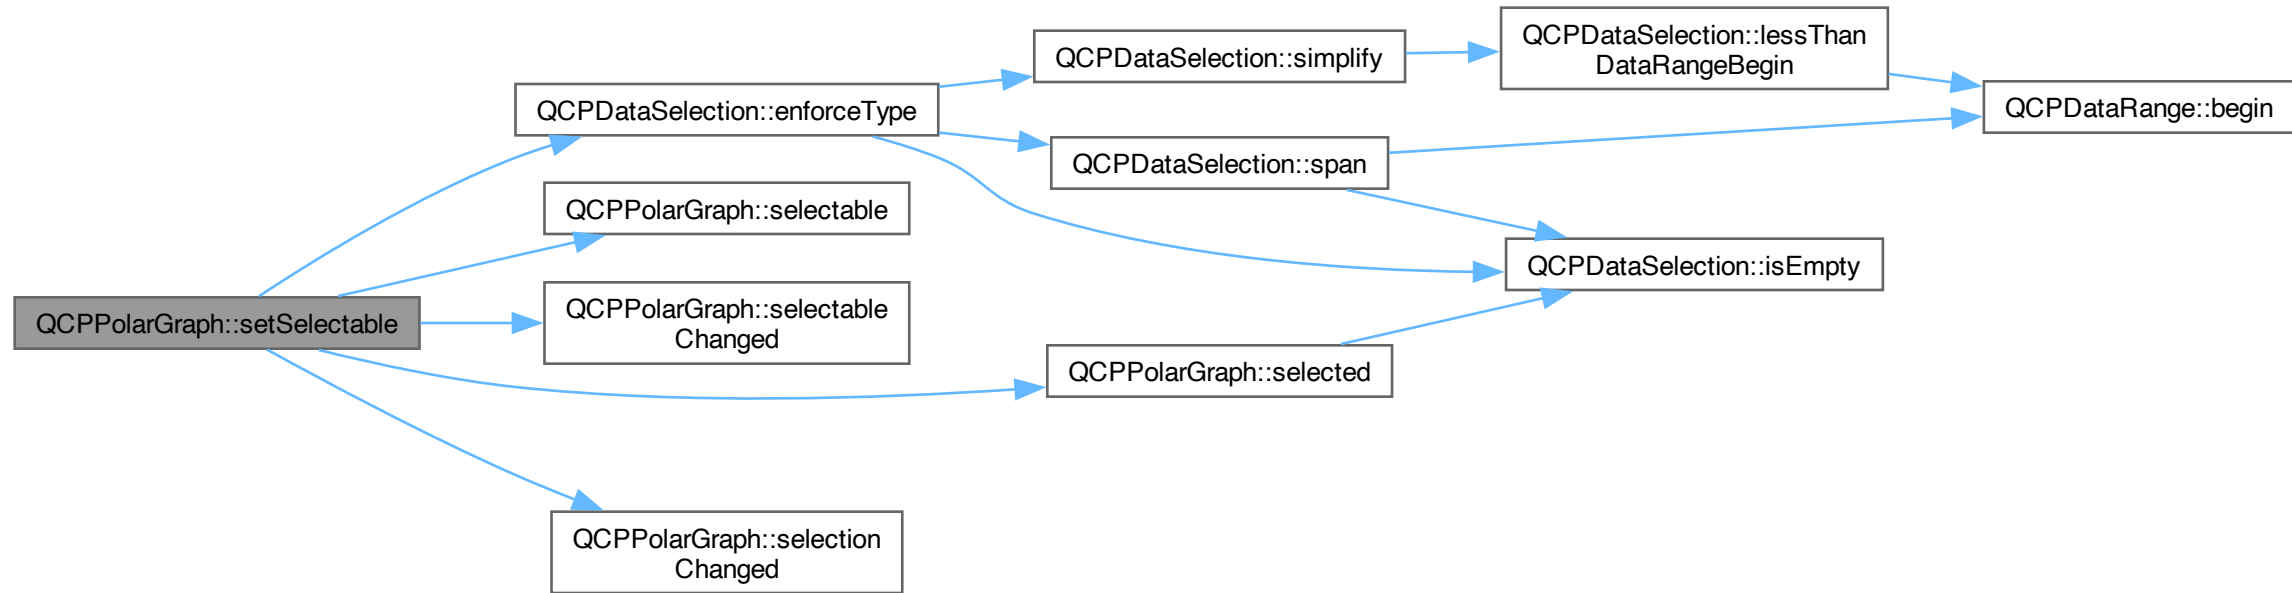 QCPPolarGraph::setSelectable
QCPDataSelection::enforceType
QCPPolarGraph::selectable
QCPPolarGraph::selectable
Changed
QCPPolarGraph::selection
Changed
QCPDataSelection::simplify
QCPDataSelection::span
QCPPolarGraph::selected
QCPDataSelection::lessThan
DataRangeBegin
QCPDataSelection::isEmpty
QCPDataRange::begin